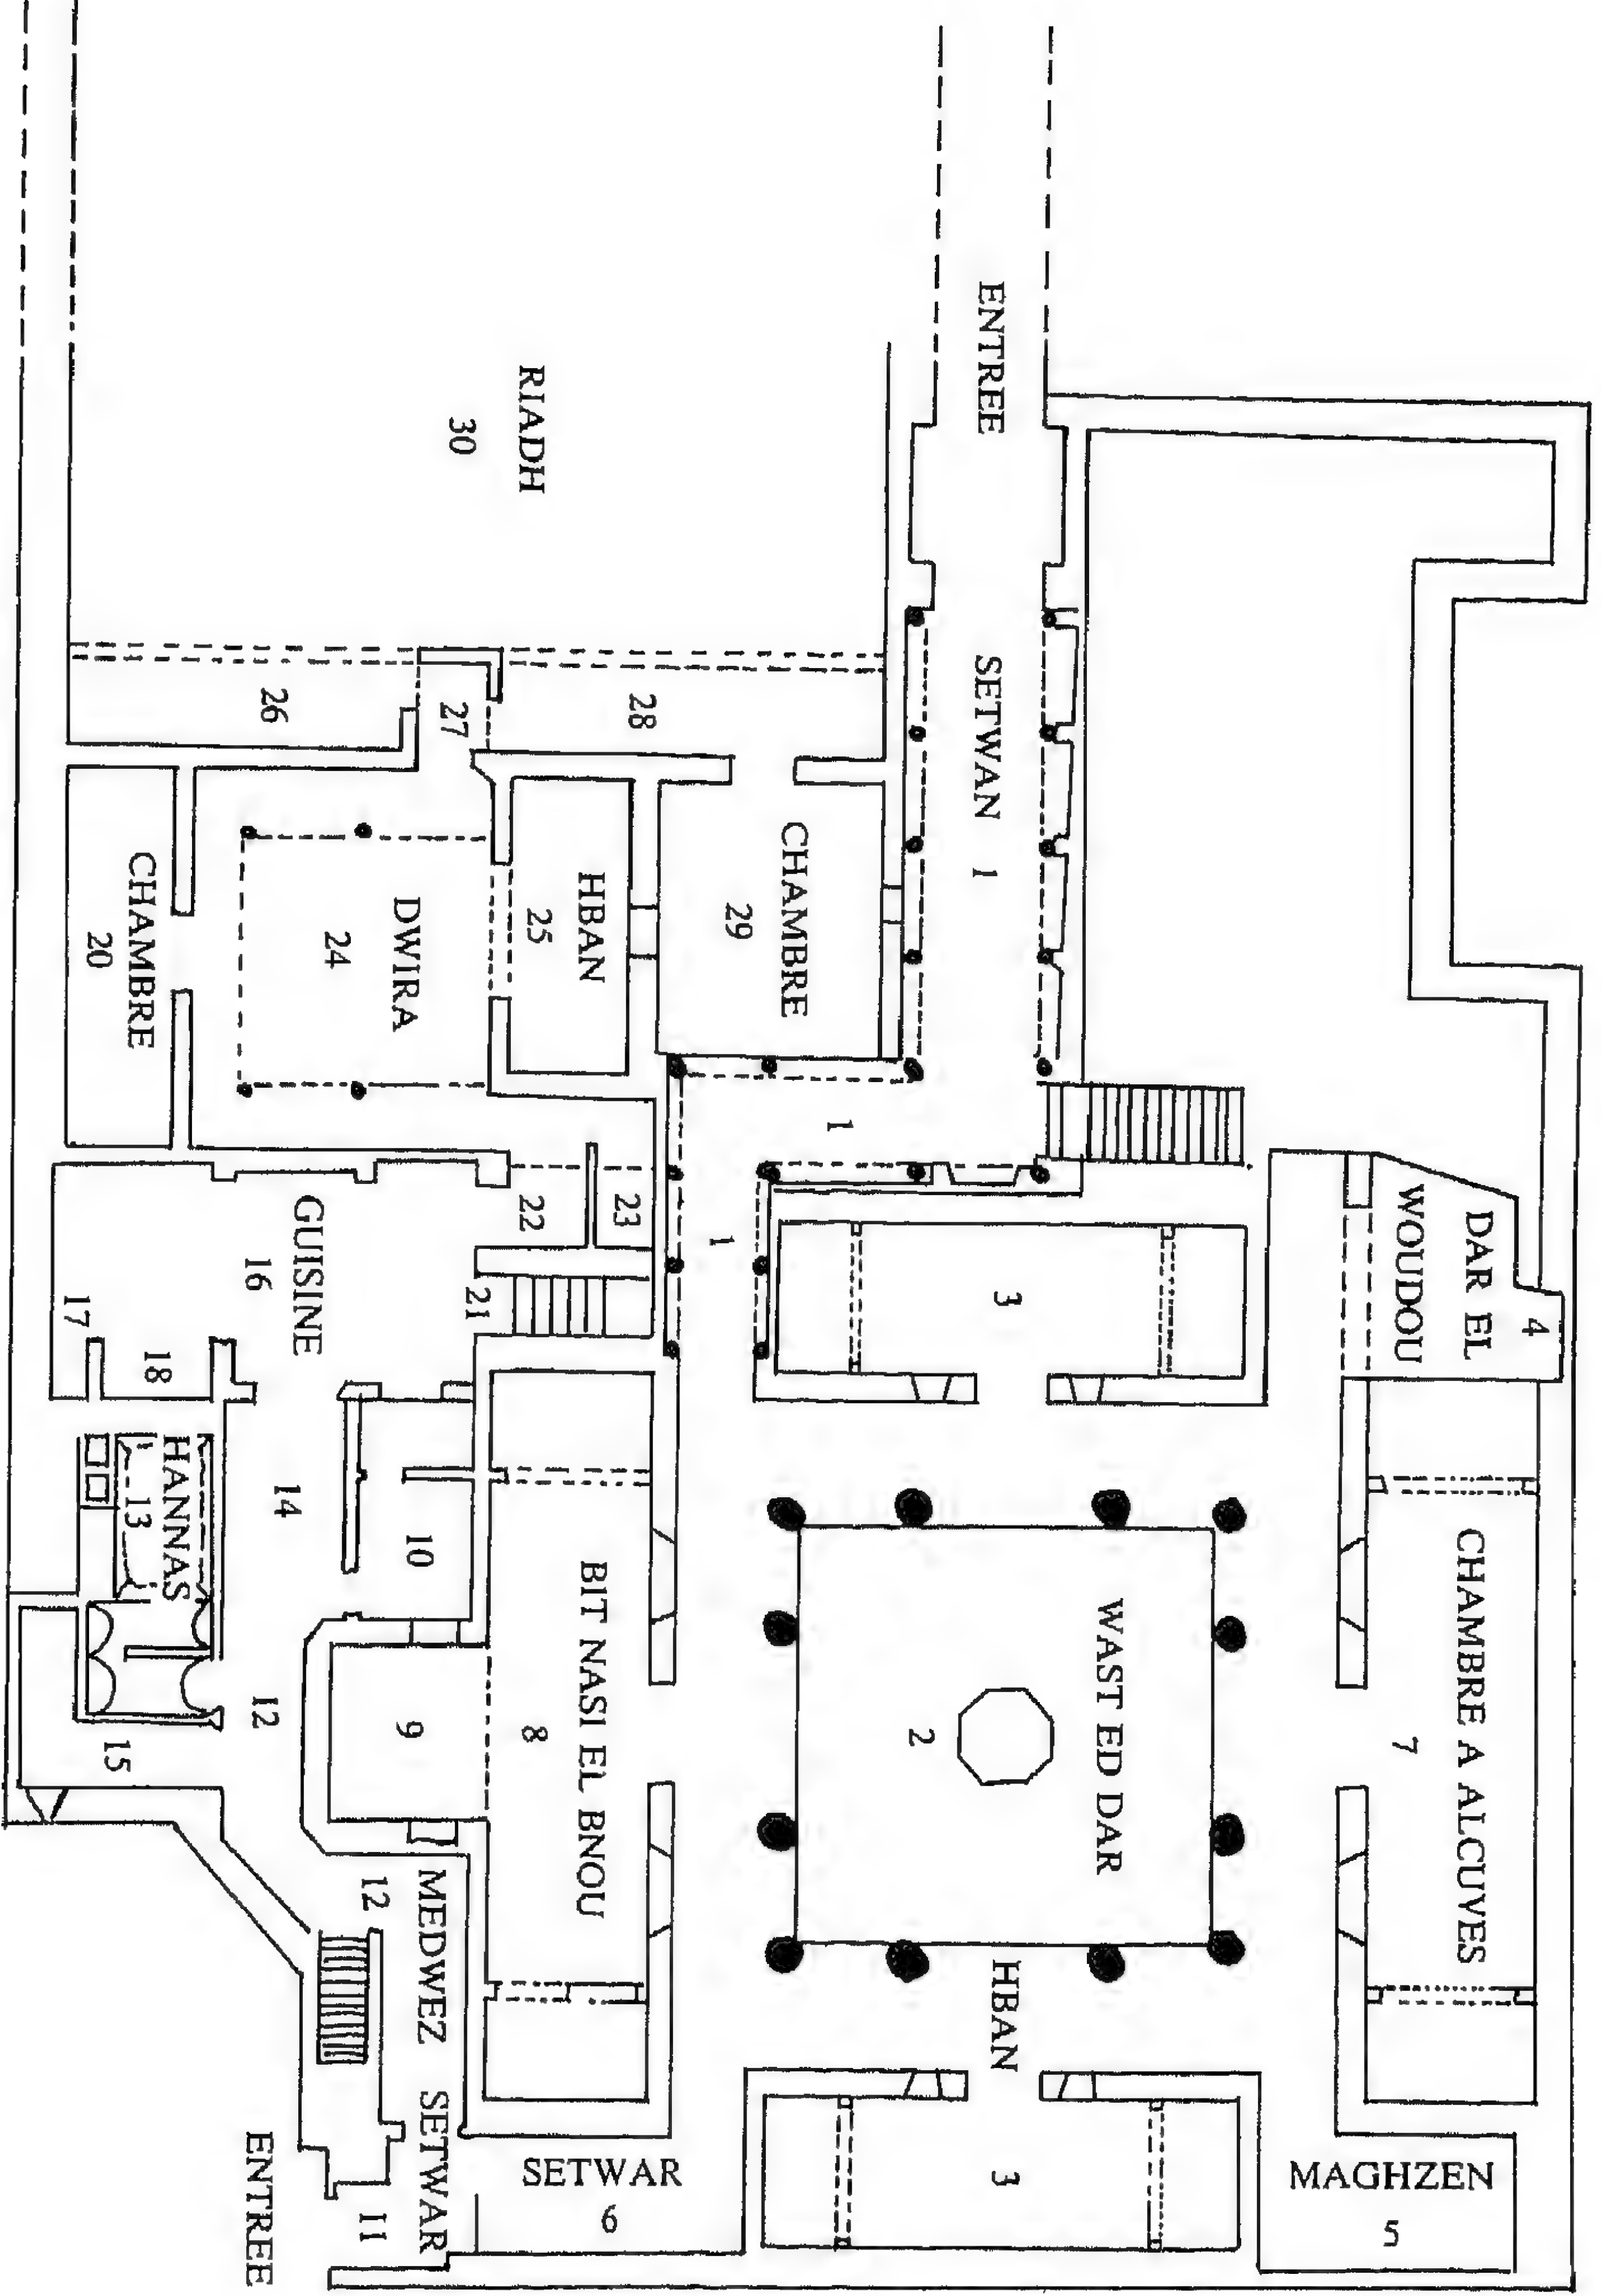 ENTREE
SETWAN 1
1
1
RIADH
30
26
27
28
CHAMBRE
29
HBAN
25
DWIRA
24
CHAMBRE
20
22
23
21
GUISINE
16
17
18
3
DAR EL
WOUDOU
4
CHAMBRE A ALCUVES
7
WAST ED DAR
2
HBAN
BIT NASI EL BNOU
8
9
10
14
HANNAS
13
12
15
12
MEDWEZ SETWAR
11
ENTREE
SETWAR
6
3
MAGHZEN
5